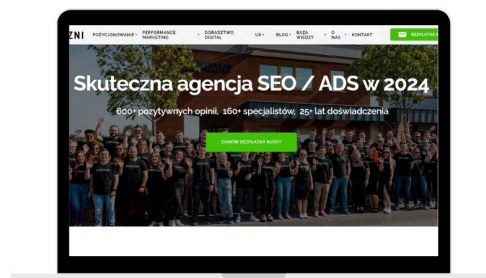 ZNI
POZYCJONOWANIE
PERFORMANCE
MARKETING
DORADZTWO
DIGITAL
UX
BLOG
BAZA
WIEDZY
O
NAS
KONTAKT
BEZPŁATNA
Skuteczna agencja SEO / ADS w 2024
600+ pozytywnych opinii, 160+ specjalistów, 25+ lat doświadczenia
ZAMÓW BEZPŁATNY AUDYT